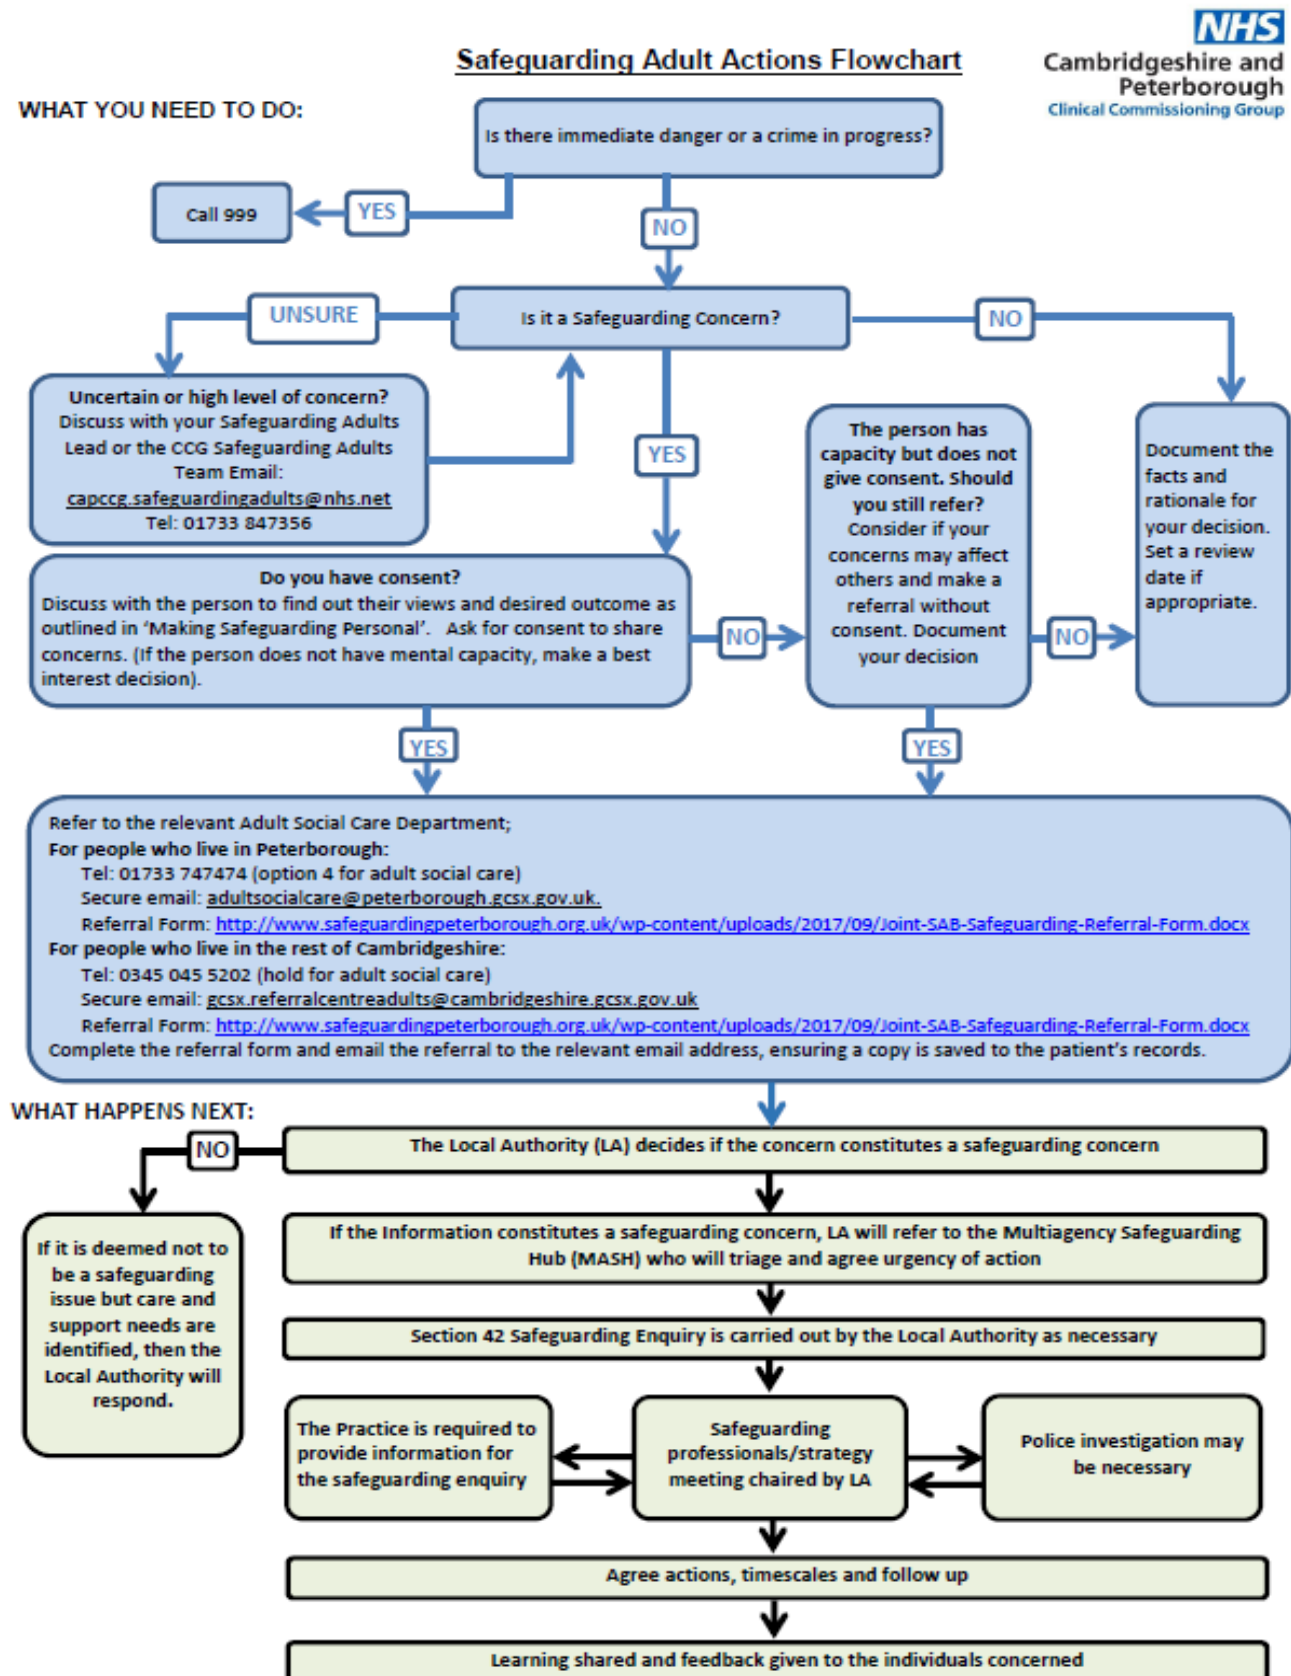 NHS
Cambridgeshire and
Peterborough
Clinical Commissioning Group
Safeguarding Adult Actions Flowchart
WHAT YOU NEED TO DO:
Is there immediate danger or a crime in progress?
Call 999
YES
NO
UNSURE
Is it a Safeguarding Concern?
NO
Uncertain or high level of concern?
Discuss with your Safeguarding Adults
Lead or the CCG Safeguarding Adults
Team Email:
capccg.safeguardingadults@nhs.net
Tel: 01733 847356
YES
The person has
capacity but does not
give consent. Should
you still refer?
Consider if your
concerns may affect
others and make a
referral without
consent. Document
your decision
Document the
facts and
rationale for
your decision.
Set a review
date if
appropriate.
Do you have consent?
Discuss with the person to find out their views and desired outcome as
outlined in ‘Making Safeguarding Personal’. Ask for consent to share
concerns. (If the person does not have mental capacity, make a best
interest decision).
NO
NO
YES
YES
Refer to the relevant Adult Social Care Department;
For people who live in Peterborough:
Tel: 01733 747474 (option 4 for adult social care)
Secure email: adultsocialcare@peterborough.gcsx.gov.uk.
Referral Form: http://www.safeguardingpeterborough.org.uk/wp-content/uploads/2017/09/Joint-SAB-Safeguarding-Referral-Form.docx
For people who live in the rest of Cambridgeshire:
Tel: 0345 045 5202 (hold for adult social care)
Secure email: gcsx.referralcentreadults@cambridgeshire.gcsx.gov.uk
Referral Form: http://www.safeguardingpeterborough.org.uk/wp-content/uploads/2017/09/Joint-SAB-Safeguarding-Referral-Form.docx
Complete the referral form and email the referral to the relevant email address, ensuring a copy is saved to the patient’s records.
WHAT HAPPENS NEXT:
NO
The Local Authority (LA) decides if the concern constitutes a safeguarding concern
If it is deemed not to
be a safeguarding
issue but care and
support needs are
identified, then the
Local Authority will
respond.
If the Information constitutes a safeguarding concern, LA will refer to the Multiagency Safeguarding
Hub (MASH) who will triage and agree urgency of action
Section 42 Safeguarding Enquiry is carried out by the Local Authority as necessary
The Practice is required to
provide information for
the safeguarding enquiry
Safeguarding
professionals/strategy
meeting chaired by LA
Police investigation may
be necessary
Agree actions, timescales and follow up
Learning shared and feedback given to the individuals concerned